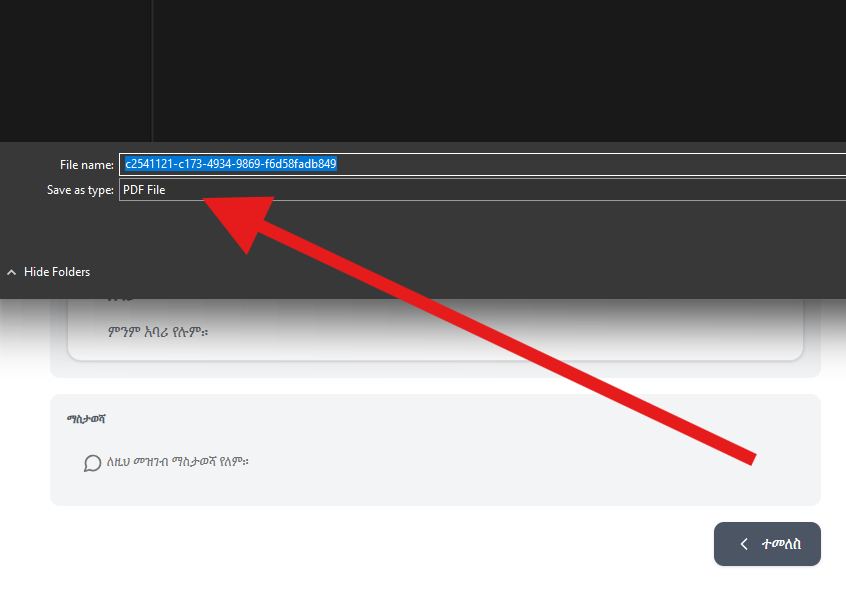 File name: c2541121-c173-4934-9869-f6d58fadb849
Save as type: PDF File
Hide Folders
ምንም አባሪ የሉም።
ማስታወሻ
ለዚህ መዝገብ ማስታወሻ የለም።
ተመለስ